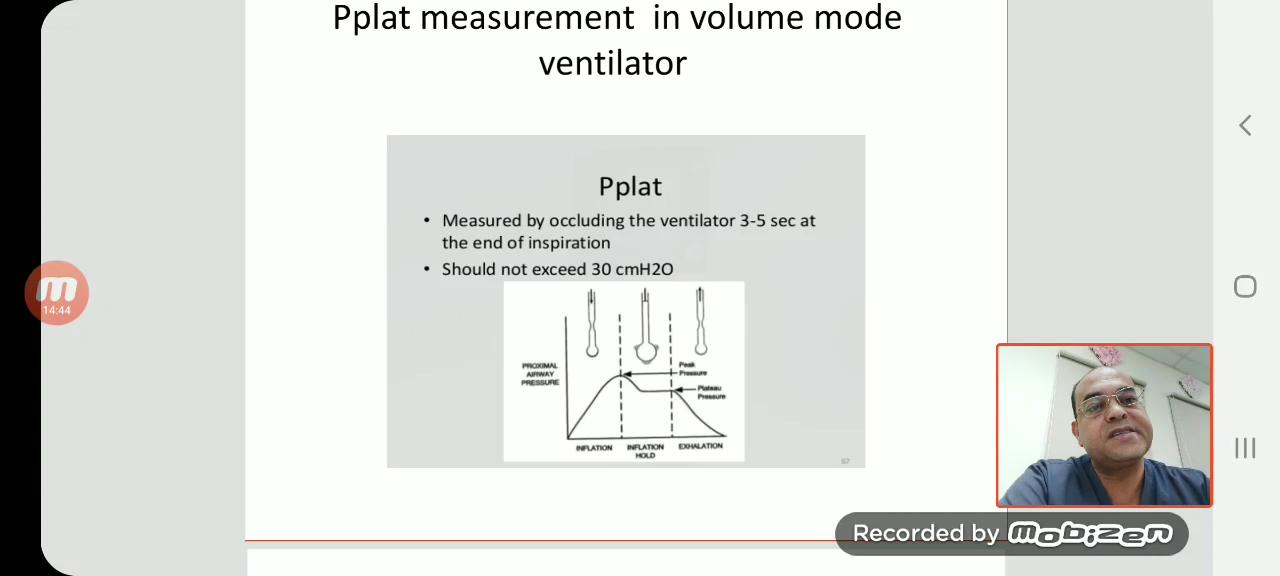 Pplat measurement  in volume mode
ventilator
Pplat
• Measured by occluding the ventilator 3-5 sec at
the end of inspiration
• Should not exceed 30 cmH2O
PROXIMAL
AIRWAY
PRESSURE
Peak
Pressure
Plateau
Pressure
INFLATION
INFLATION
HOLD
EXHALATION
67
14:44
Recorded by mobizen